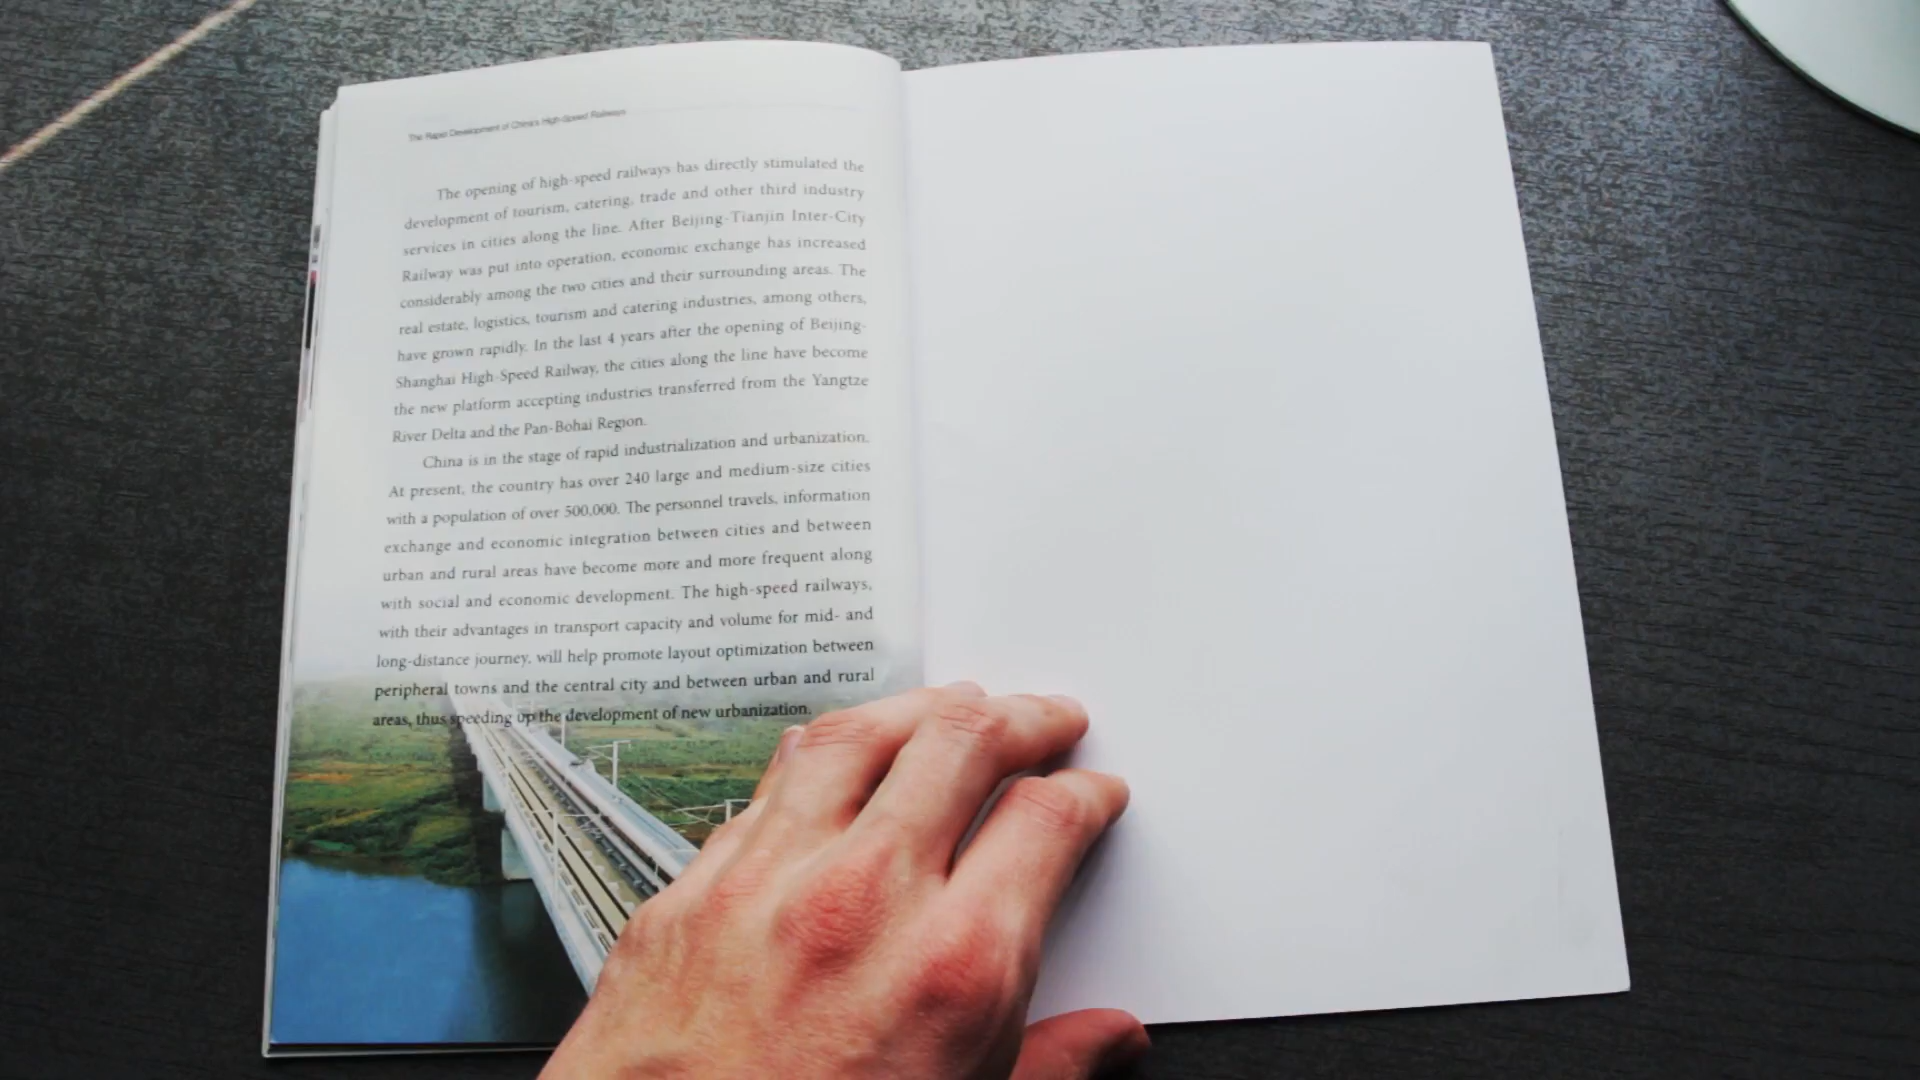 The Rapid Development of China's High-Speed Railways
The opening of high-speed railways has directly stimulated the
development of tourism, catering, trade and other third industry
services in cities along the line. After Beijing-Tianjin Inter-City
Railway was put into operation, economic exchange has increased
considerably among the two cities and their surrounding areas. The
real estate, logistics, tourism and catering industries, among others,
have grown rapidly. In the last 4 years after the opening of Beijing-
Shanghai High-Speed Railway, the cities along the line have become
the new platform accepting industries transferred from the Yangtze
River Delta and the Pan-Bohai Region.
China is in the stage of rapid industrialization and urbanization.
At present, the country has over 240 large and medium-size cities
with a population of over 500,000. The personnel travels, information
exchange and economic integration between cities and between
urban and rural areas have become more and more frequent along
with social and economic development. The high-speed railways,
with their advantages in transport capacity and volume for mid- and
long-distance journey, will help promote layout optimization between
peripheral towns and the central city and between urban and rural
areas, thus speeding up the development of new urbanization.